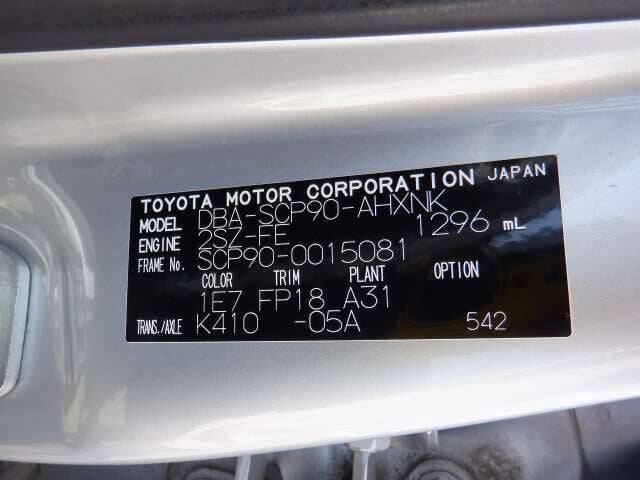 TOYOTA MOTOR CORPORATION JAPAN
MODEL DBA-SCP90-AHXNK
ENGINE 2SZ-FE 1296 mL
FRAME No. SCP90-0015081
COLOR TRIM PLANT OPTION
1E7 FP18 A31
TRANS./AXLE K410 -05A 542